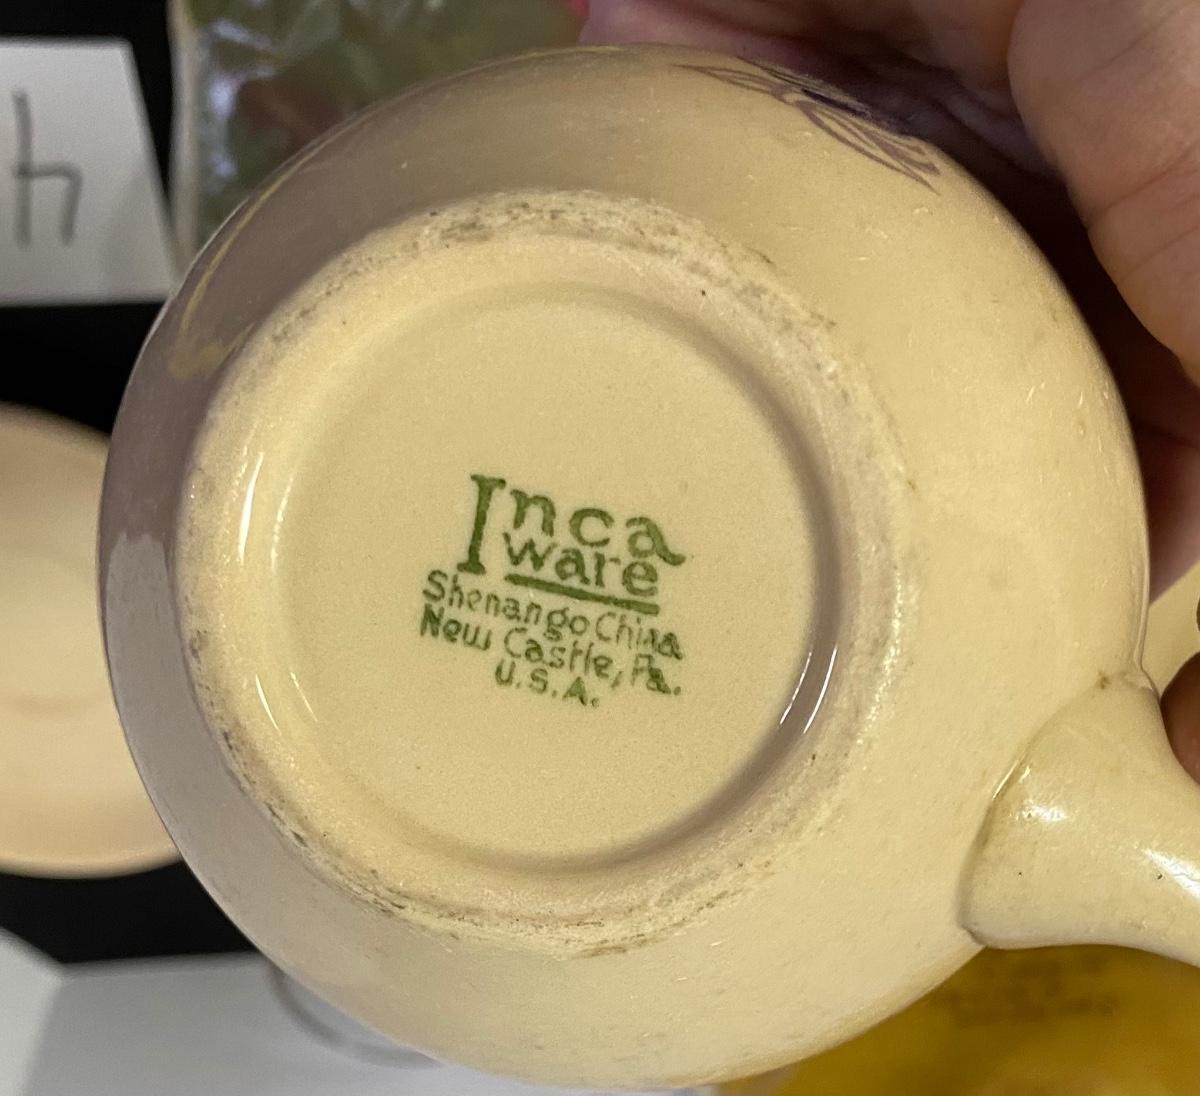 Inca
ware
Shenango China
New Castle, Pa.
U.S.A.